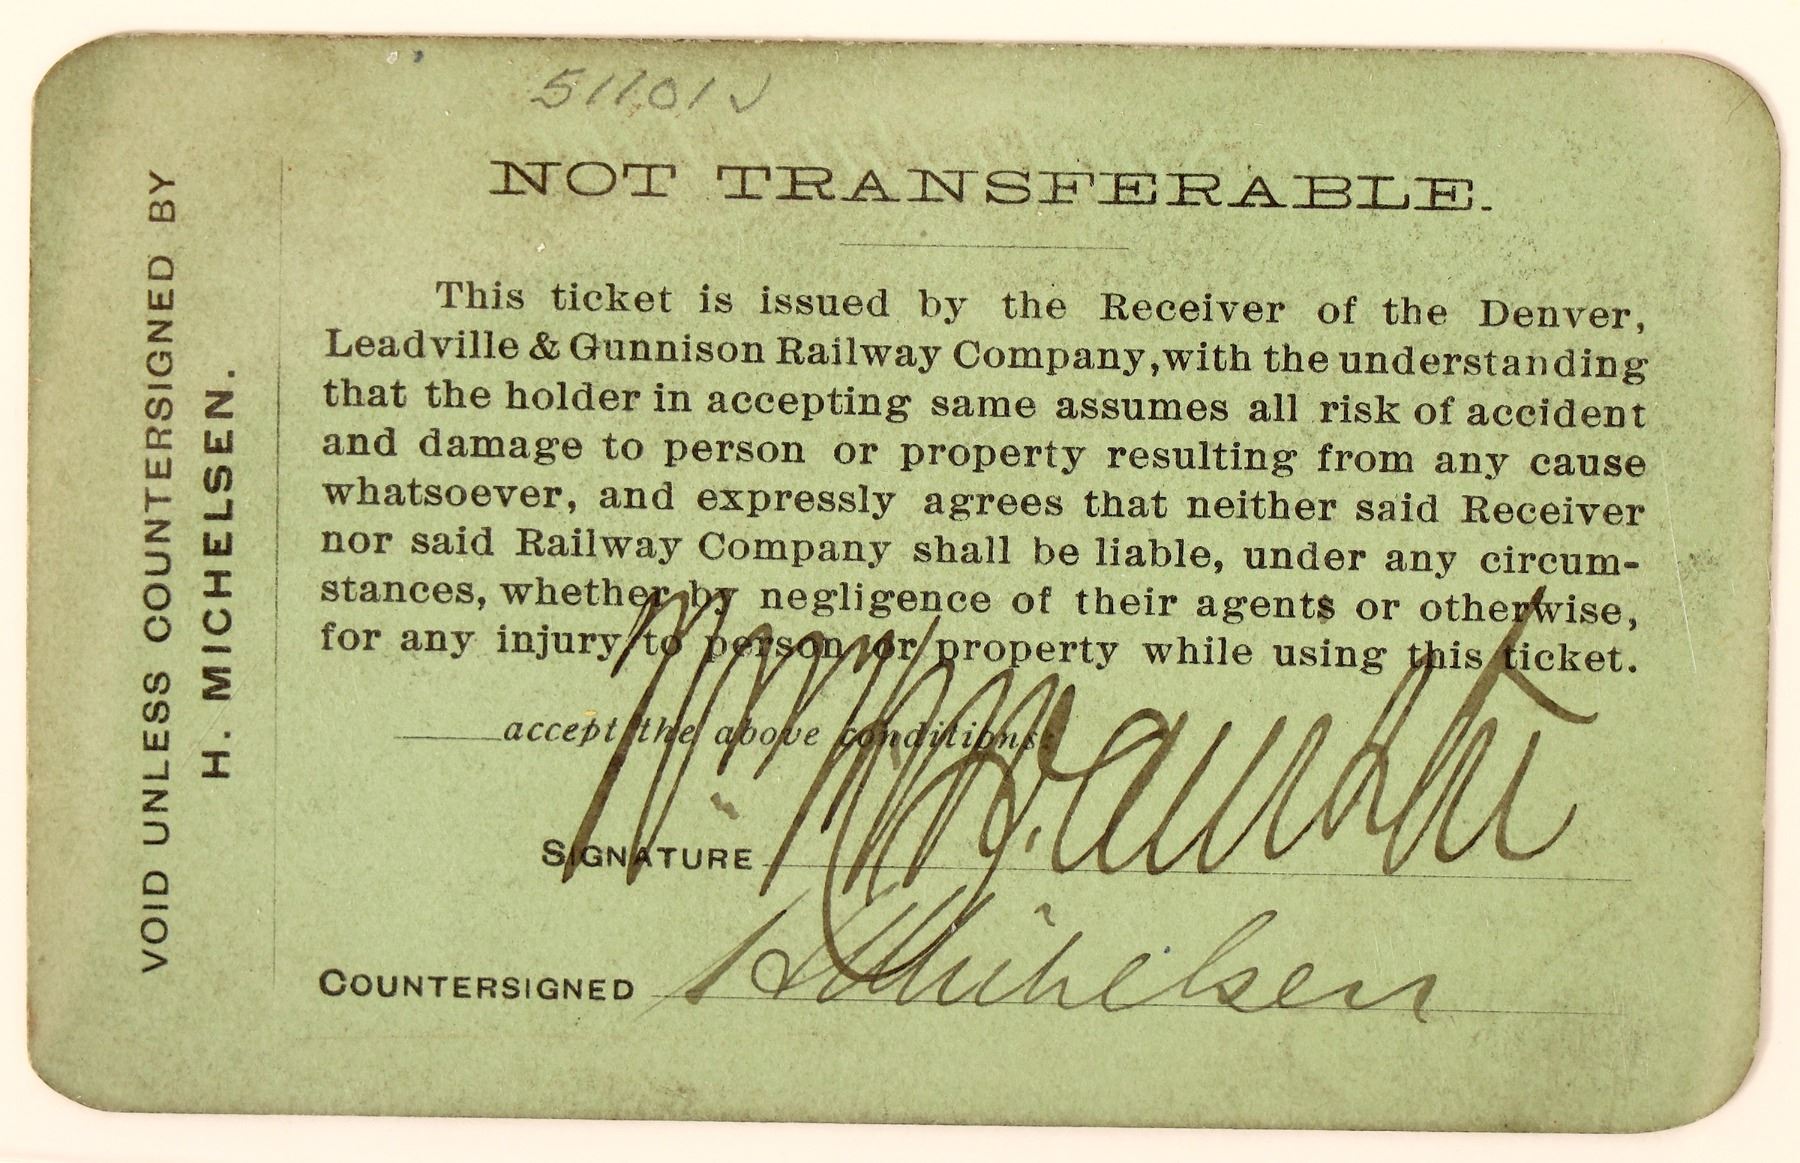 51101 ✓
NOT TRANSFERABLE.
This ticket is issued by the Receiver of the Denver,
Leadville & Gunnison Railway Company, with the understanding
that the holder in accepting same assumes all risk of accident
and damage to person or property resulting from any cause
whatsoever, and expressly agrees that neither said Receiver
nor said Railway Company shall be liable, under any circum-
stances, whether by negligence of their agents or otherwise,
for any injury to person or property while using this ticket.
accept the above conditions:
SIGNATURE
COUNTERSIGNED H Michelsen
VOID UNLESS COUNTERSIGNED BY
H. MICHELSEN.